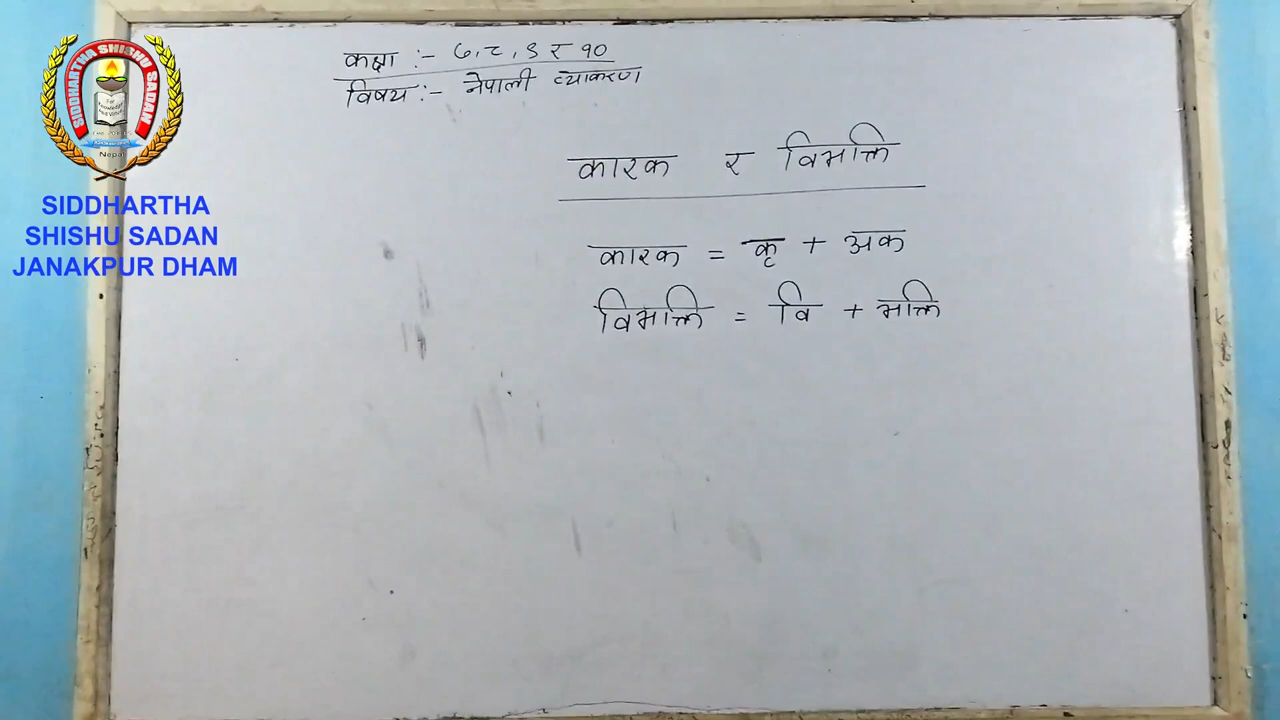 SIDDHARTHA SHISHU SADAN
Nepal
SIDDHARTHA
SHISHU SADAN
JANAKPUR DHAM
कक्षा :- ७,८,९ र १०
विषय :- नेपाली व्याकरण
कारक र विभक्ति
कारक = कृ + अक
विभक्ति = वि + भक्ति